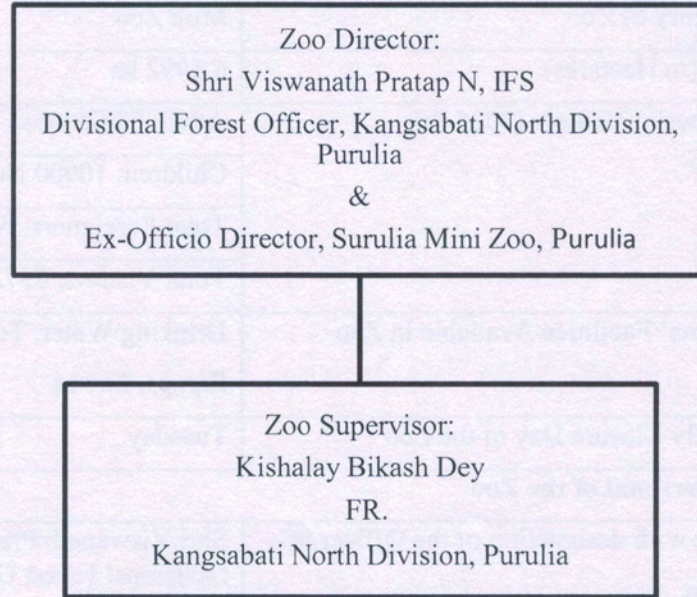 Zoo Director:
Shri Viswanath Pratap N, IFS
Divisional Forest Officer, Kangsabati North Division,
Purulia
&
Ex-Officio Director, Surulia Mini Zoo, Purulia
Zoo Supervisor:
Kishalay Bikash Dey
FR.
Kangsabati North Division, Purulia